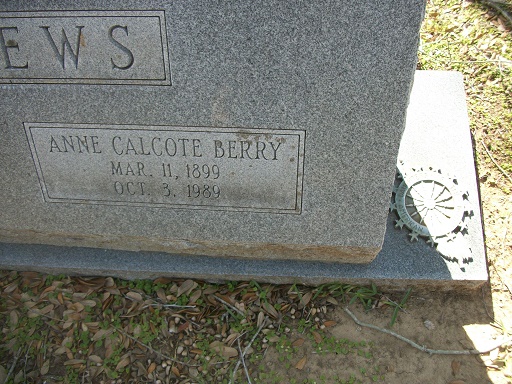 EWS
ANNE CALCOTE BERRY
MAR. 11, 1899
OCT. 3, 1989